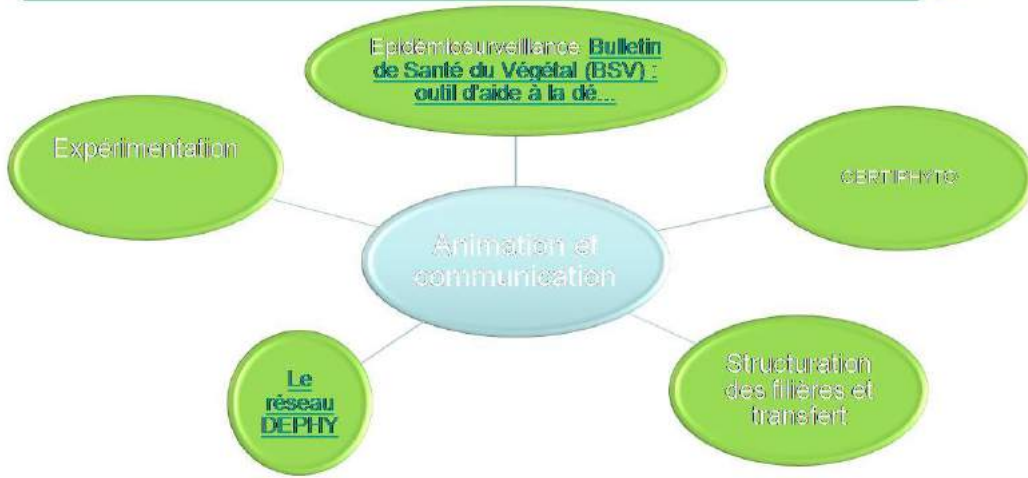 Epidémiosurveillance Bulletin
de Santé du Végétal (BSV) :
outil d'aide à la dé...
Expérimentation
CERTIPHYTO
Animation et
communication
Le
réseau
DEPHY
Structuration
des filières et
transfert